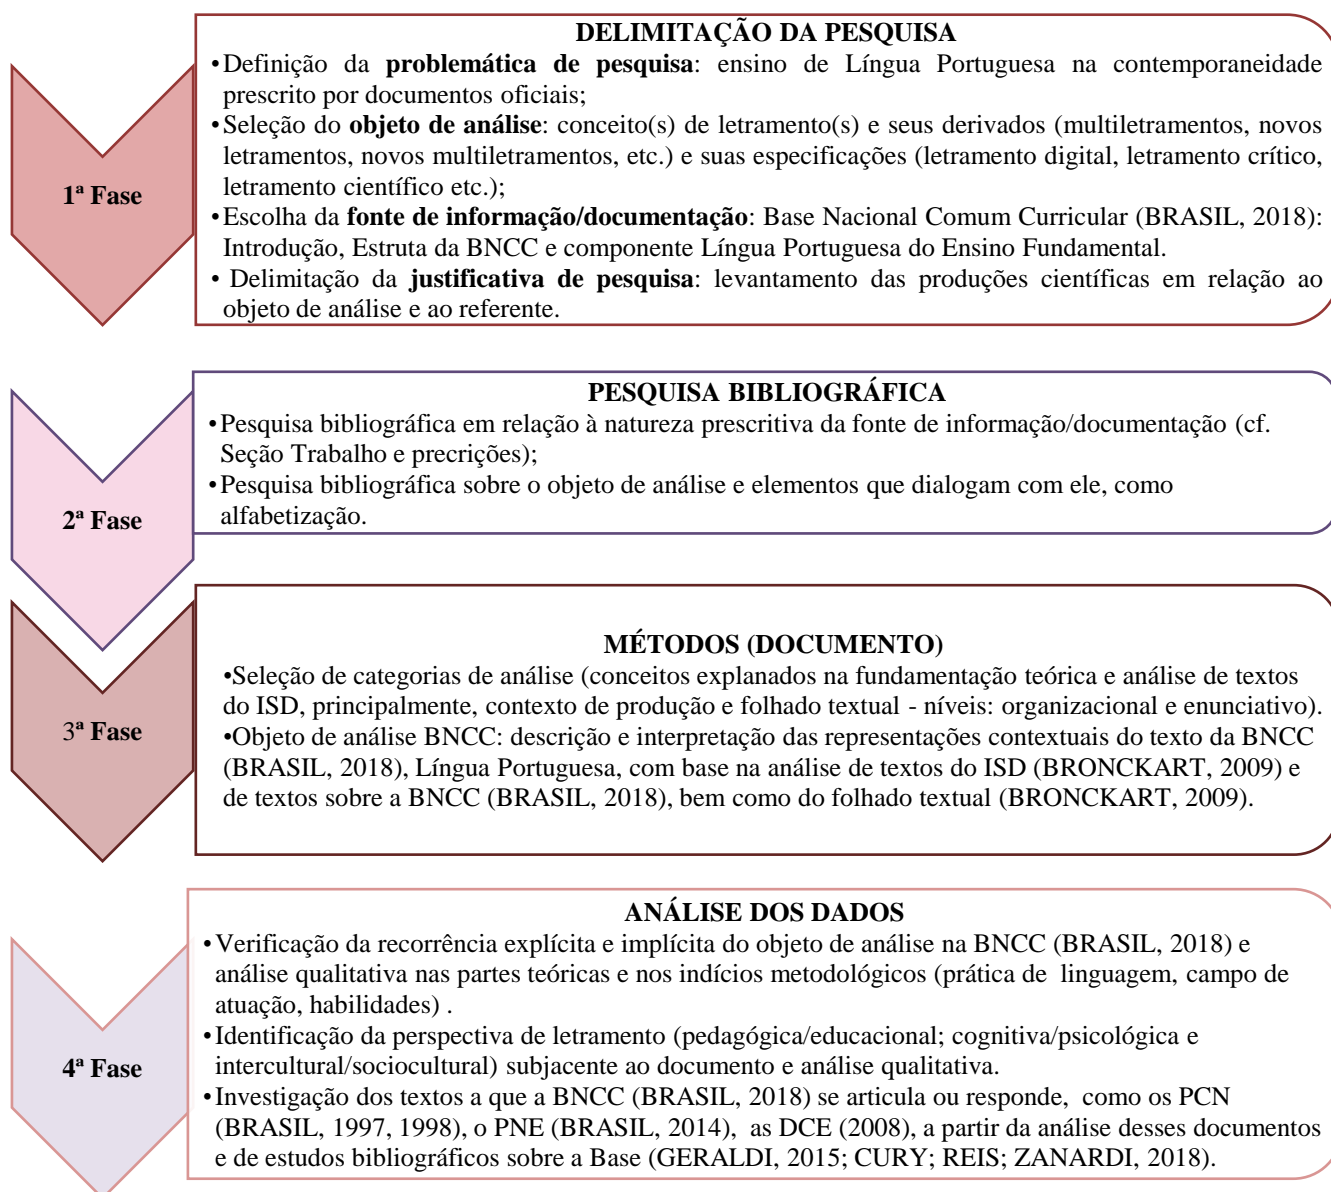 DELIMITAÇÃO DA PESQUISA
•Definição da problemática de pesquisa: ensino de Língua Portuguesa na contemporaneidade
prescrito por documentos oficiais;
•Seleção do objeto de análise: conceito(s) de letramento(s) e seus derivados (multiletramentos, novos
letramentos, novos multiletramentos, etc.) e suas especificações (letramento digital, letramento crítico,
letramento científico etc.);
1ª Fase
•Escolha da fonte de informação/documentação: Base Nacional Comum Curricular (BRASIL, 2018):
Introdução, Estruta da BNCC e componente Língua Portuguesa do Ensino Fundamental.
• Delimitação da justificativa de pesquisa: levantamento das produções científicas em relação ao
objeto de análise e ao referente.
PESQUISA BIBLIOGRÁFICA
•Pesquisa bibliográfica em relação à natureza prescritiva da fonte de informação/documentação (cf.
Seção Trabalho e precrições);
•Pesquisa bibliográfica sobre o objeto de análise e elementos que dialogam com ele, como
alfabetização.
2ª Fase
MÉTODOS (DOCUMENTO)
•Seleção de categorias de análise (conceitos explanados na fundamentação teórica e análise de textos
do ISD, principalmente, contexto de produção e folhado textual - níveis: organizacional e enunciativo).
3ª Fase
•Objeto de análise BNCC: descrição e interpretação das representações contextuais do texto da BNCC
(BRASIL, 2018), Língua Portuguesa, com base na análise de textos do ISD (BRONCKART, 2009) e
de textos sobre a BNCC (BRASIL, 2018), bem como do folhado textual (BRONCKART, 2009).
ANÁLISE DOS DADOS
•Verificação da recorrência explícita e implícita do objeto de análise na BNCC (BRASIL, 2018) e
análise qualitativa nas partes teóricas e nos indícios metodológicos (prática de linguagem, campo de
atuação, habilidades) .
•Identificação da perspectiva de letramento (pedagógica/educacional; cognitiva/psicológica e
intercultural/sociocultural) subjacente ao documento e análise qualitativa.
4ª Fase
•Investigação dos textos a que a BNCC (BRASIL, 2018) se articula ou responde, como os PCN
(BRASIL, 1997, 1998), o PNE (BRASIL, 2014), as DCE (2008), a partir da análise desses documentos
e de estudos bibliográficos sobre a Base (GERALDI, 2015; CURY; REIS; ZANARDI, 2018).